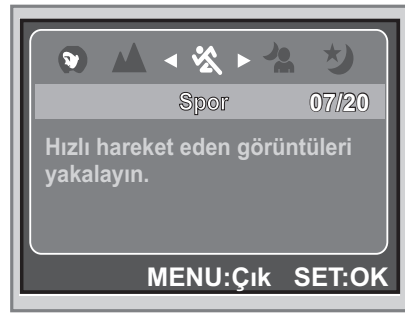 Spor 07/20
Hızlı hareket eden görüntüleri
yakalayın.
MENU:Çık SET:OK